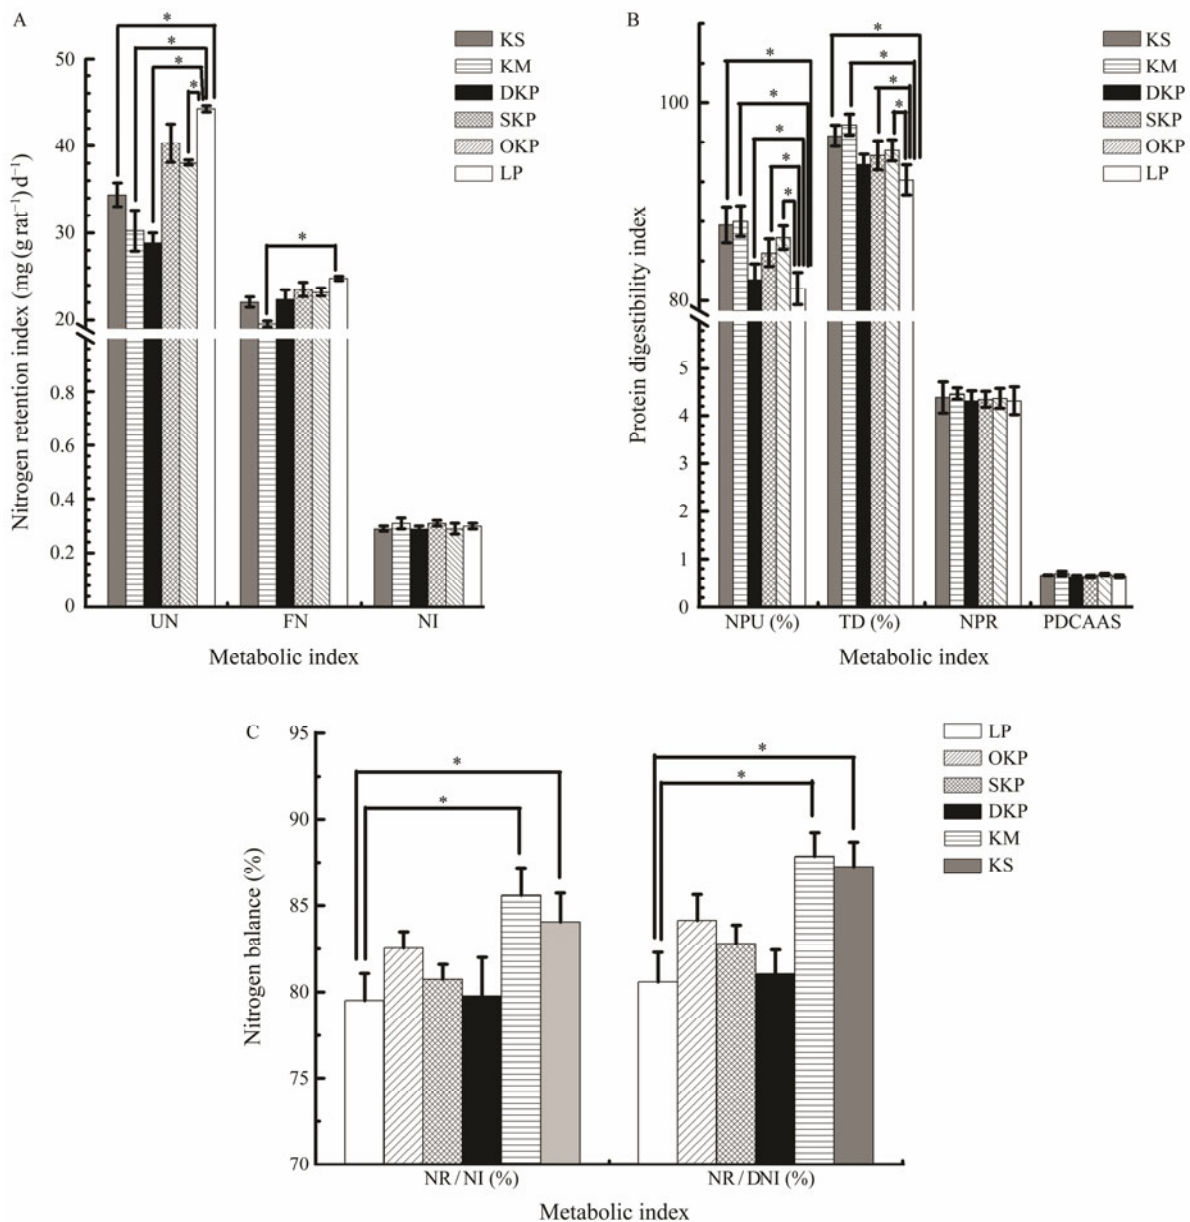 A
Nitrogen retention index (mg (g rat⁻¹) d⁻¹)
50
40
30
20
0.8
0.6
0.4
0.2
0
*
*
*
*
*
KS
KM
DKP
SKP
OKP
LP
UN FN NI
Metabolic index
B
Protein digestibility index
100
80
5
4
3
2
1
0
*
*
*
*
*
*
*
*
*
KS
KM
DKP
SKP
OKP
LP
NPU (%) TD (%) NPR PDCAAS
Metabolic index
C
Nitrogen balance (%)
95
90
85
80
75
70
*
*
*
*
LP
OKP
SKP
DKP
KM
KS
NR / NI (%) NR / DNI (%)
Metabolic index